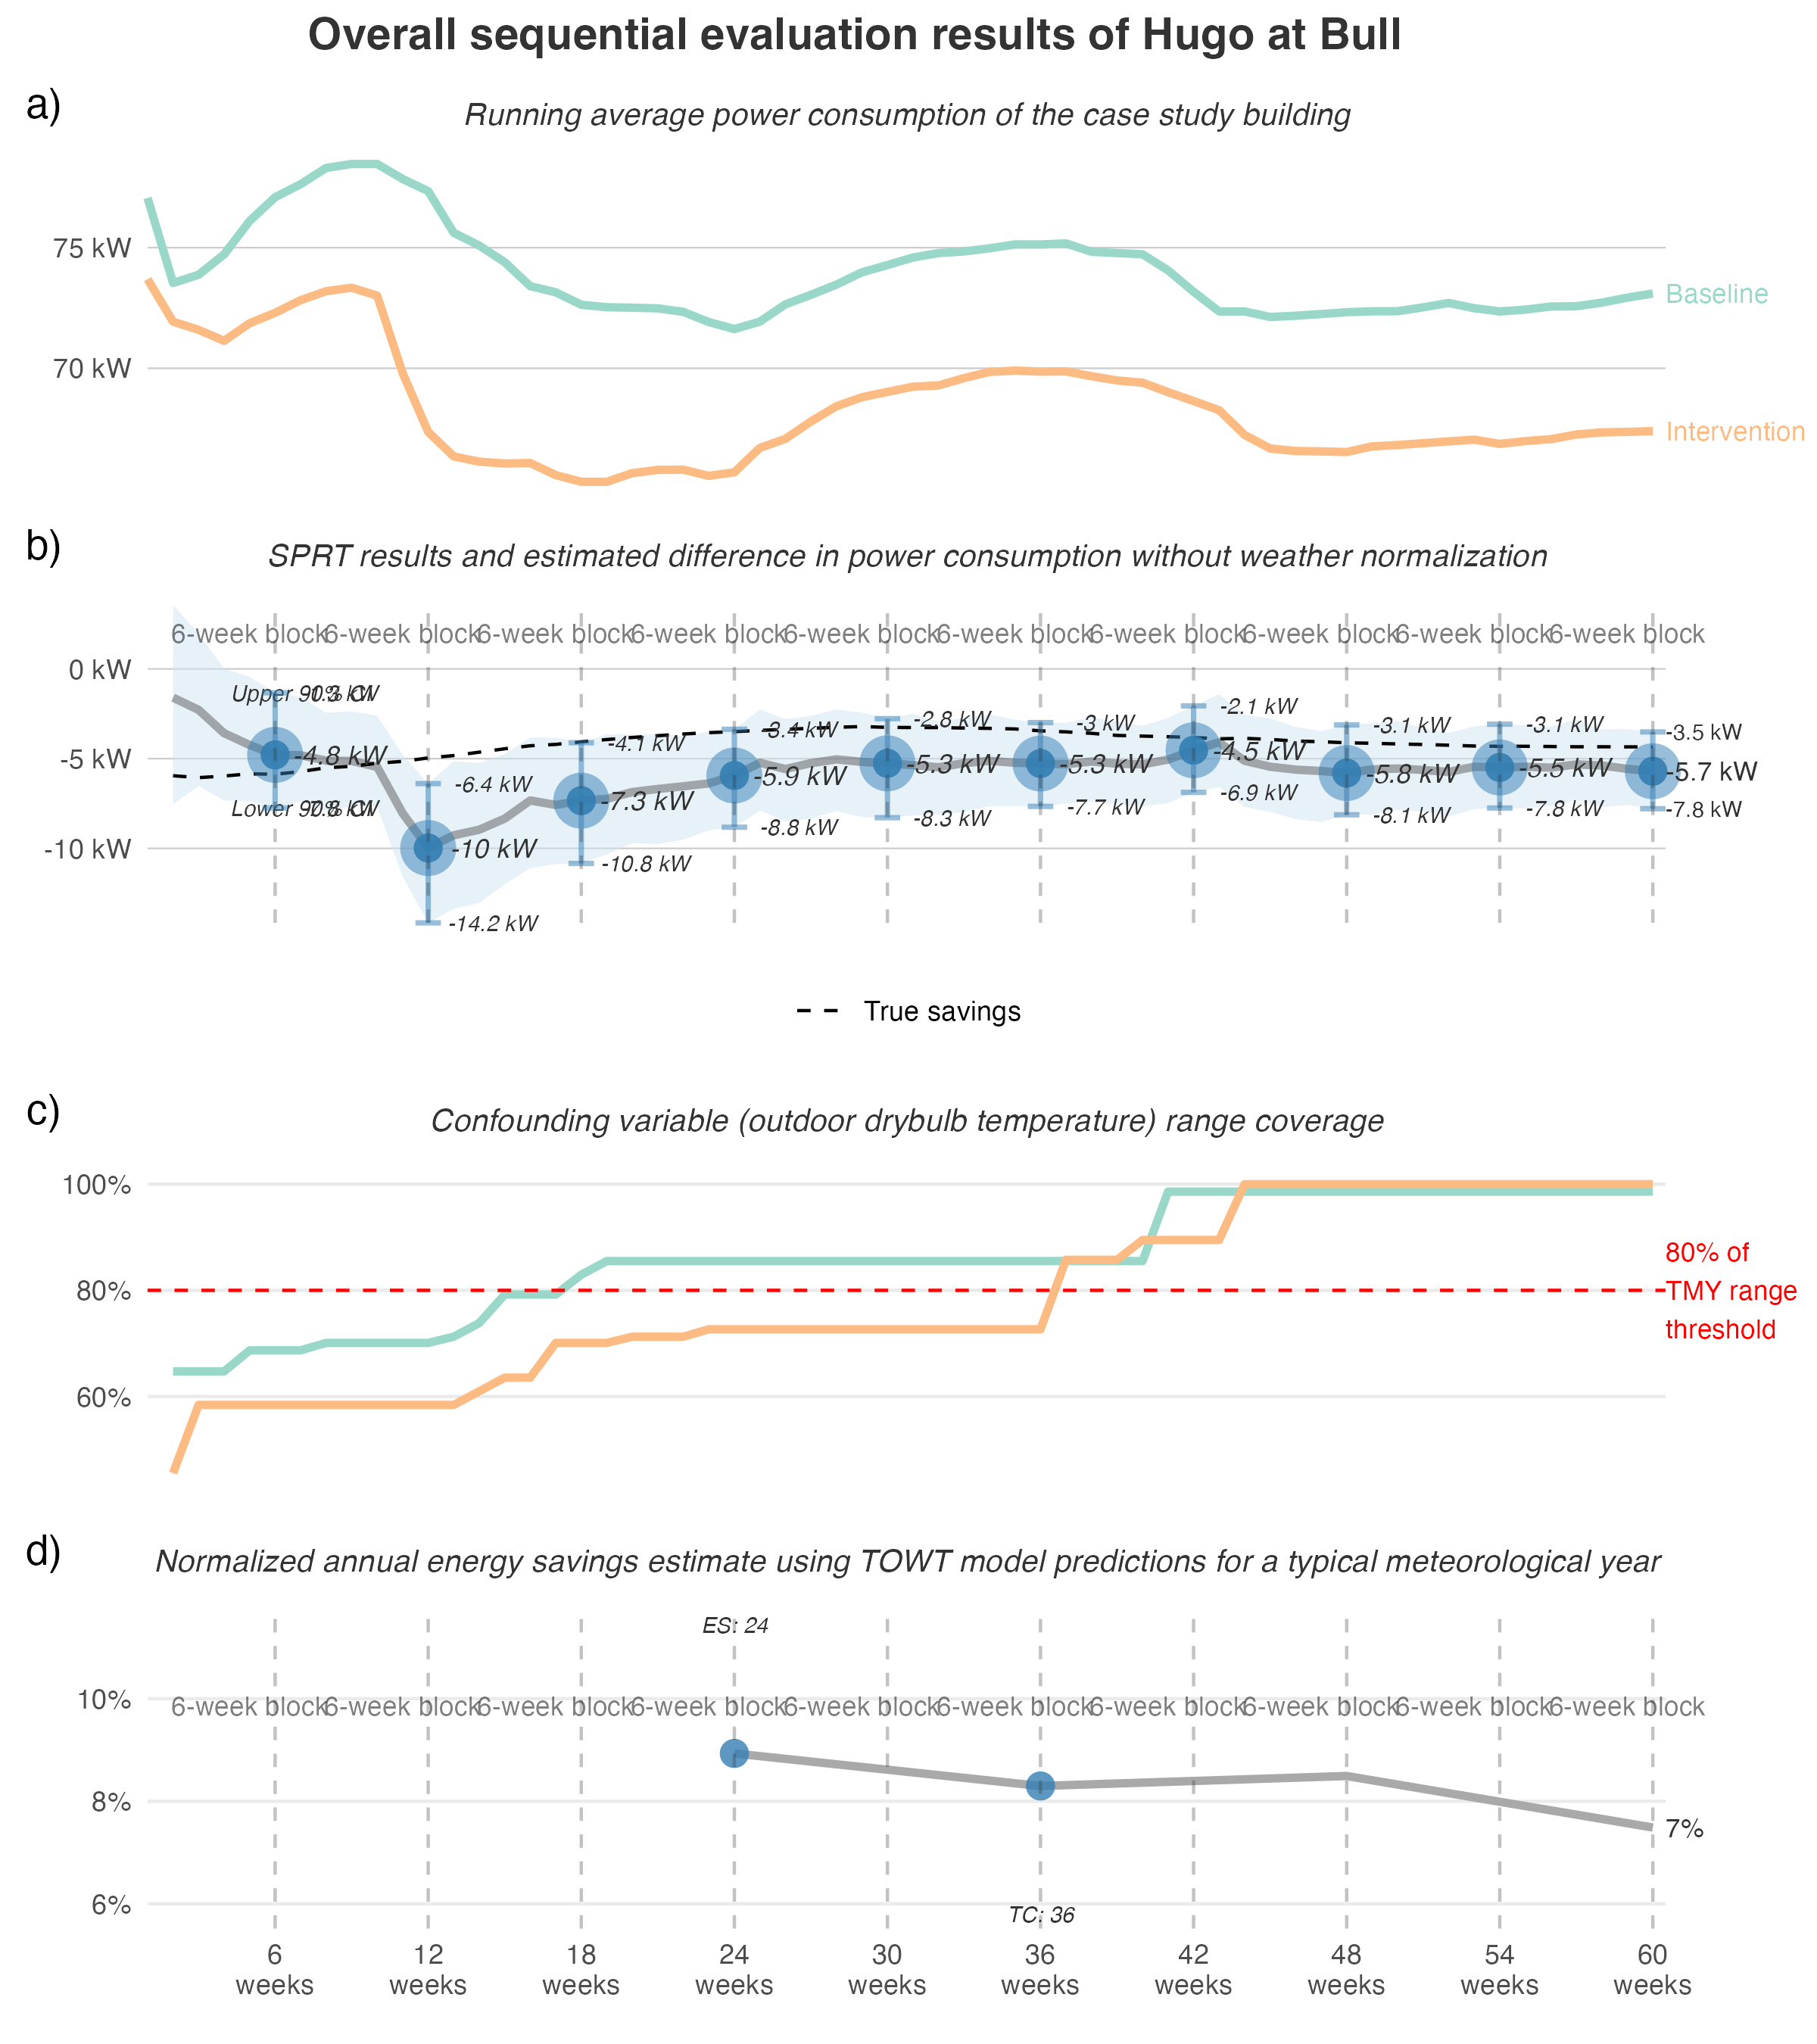 Overall sequential evaluation results of Hugo at Bull
a)
Running average power consumption of the case study building
75 kW
70 kW
Baseline
Intervention
b)
SPRT results and estimated difference in power consumption without weather normalization
6-week block 6-week block 6-week block 6-week block 6-week block 6-week block 6-week block 6-week block 6-week block 6-week block
0 kW
-5 kW
-10 kW
Upper 90% CI
-4.8 kW
Lower 90% CI
-6.4 kW
-10 kW
-14.2 kW
-4.1 kW
-7.3 kW
-10.8 kW
-3.4 kW
-5.9 kW
-8.8 kW
-2.8 kW
-5.3 kW
-8.3 kW
-3 kW
-5.3 kW
-7.7 kW
-2.1 kW
-4.5 kW
-6.9 kW
-3.1 kW
-5.8 kW
-8.1 kW
-3.1 kW
-5.5 kW
-7.8 kW
-3.5 kW
-5.7 kW
-7.8 kW
True savings
c)
Confounding variable (outdoor drybulb temperature) range coverage
100%
80%
60%
80% of
TMY range
threshold
d)
Normalized annual energy savings estimate using TOWT model predictions for a typical meteorological year
ES: 24
10%
6-week block 6-week block 6-week block 6-week block 6-week block 6-week block 6-week block 6-week block 6-week block 6-week block
8%
7%
6%
TC: 36
6 12 18 24 30 36 42 48 54 60
weeks weeks weeks weeks weeks weeks weeks weeks weeks weeks